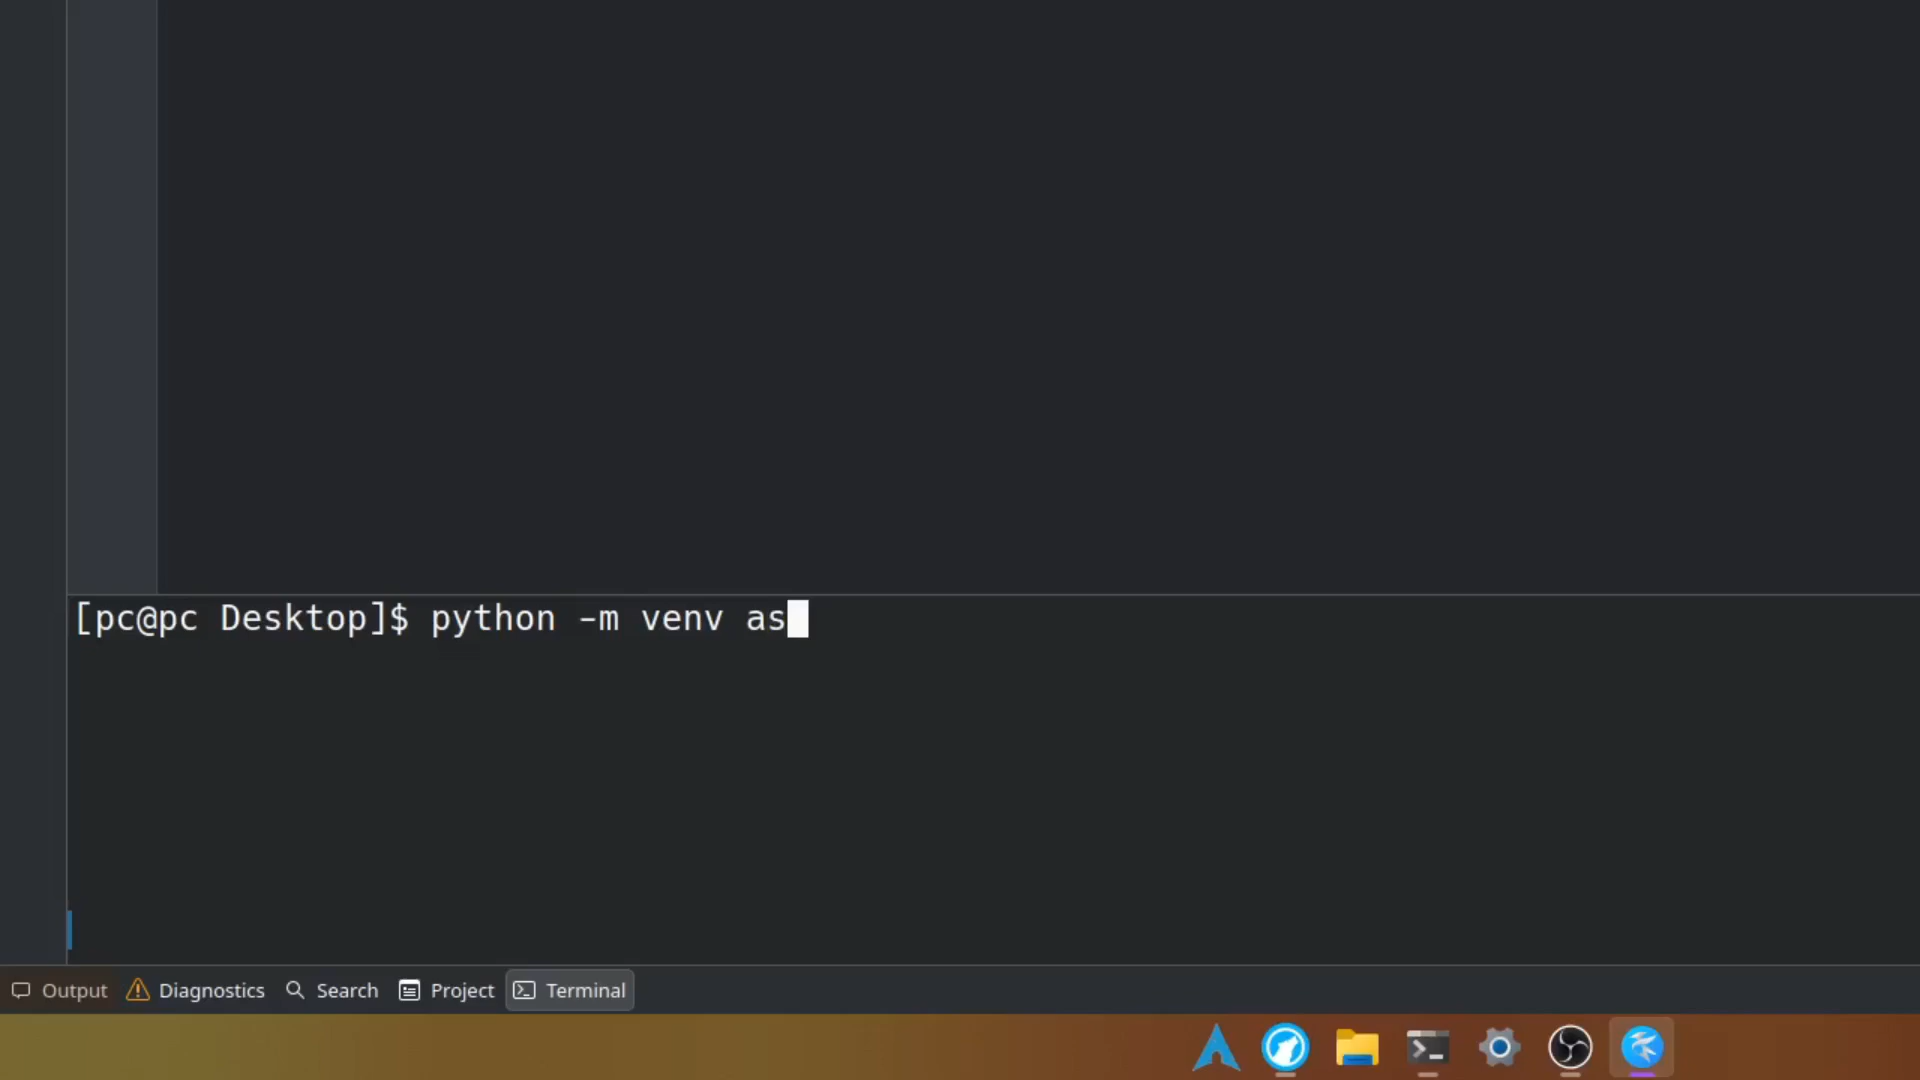 [pc@pc Desktop]$ python -m venv as
Output Diagnostics Search Project Terminal